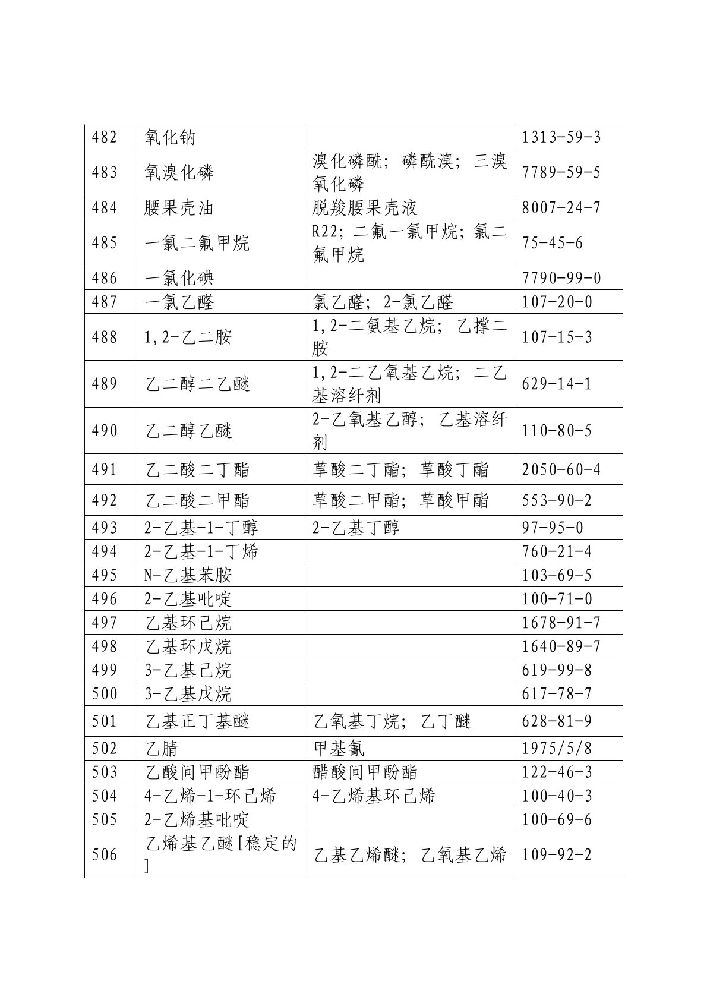 482 氧化钠 1313-59-3
483 氧溴化磷 溴化磷酰；磷酰溴；三溴
氧化磷 7789-59-5
484 腰果壳油 脱羧腰果壳液 8007-24-7
485 一氯二氟甲烷 R22；二氟一氯甲烷；氯二
氟甲烷 75-45-6
486 一氯化碘 7790-99-0
487 一氯乙醛 氯乙醛；2-氯乙醛 107-20-0
488 1,2-乙二胺 1,2-二氨基乙烷；乙撑二
胺 107-15-3
489 乙二醇二乙醚 1,2-二乙氧基乙烷；二乙
基溶纤剂 629-14-1
490 乙二醇乙醚 2-乙氧基乙醇；乙基溶纤
剂 110-80-5
491 乙二酸二丁酯 草酸二丁酯；草酸丁酯 2050-60-4
492 乙二酸二甲酯 草酸二甲酯；草酸甲酯 553-90-2
493 2-乙基-1-丁醇 2-乙基丁醇 97-95-0
494 2-乙基-1-丁烯 760-21-4
495 N-乙基苯胺 103-69-5
496 2-乙基吡啶 100-71-0
497 乙基环己烷 1678-91-7
498 乙基环戊烷 1640-89-7
499 3-乙基己烷 619-99-8
500 3-乙基戊烷 617-78-7
501 乙基正丁基醚 乙氧基丁烷；乙丁醚 628-81-9
502 乙腈 甲基氰 1975/5/8
503 乙酸间甲酚酯 醋酸间甲酚酯 122-46-3
504 4-乙烯-1-环己烯 4-乙烯基环己烯 100-40-3
505 2-乙烯基吡啶 100-69-6
506 乙烯基乙醚[稳定的
] 乙基乙烯醚；乙氧基乙烯 109-92-2